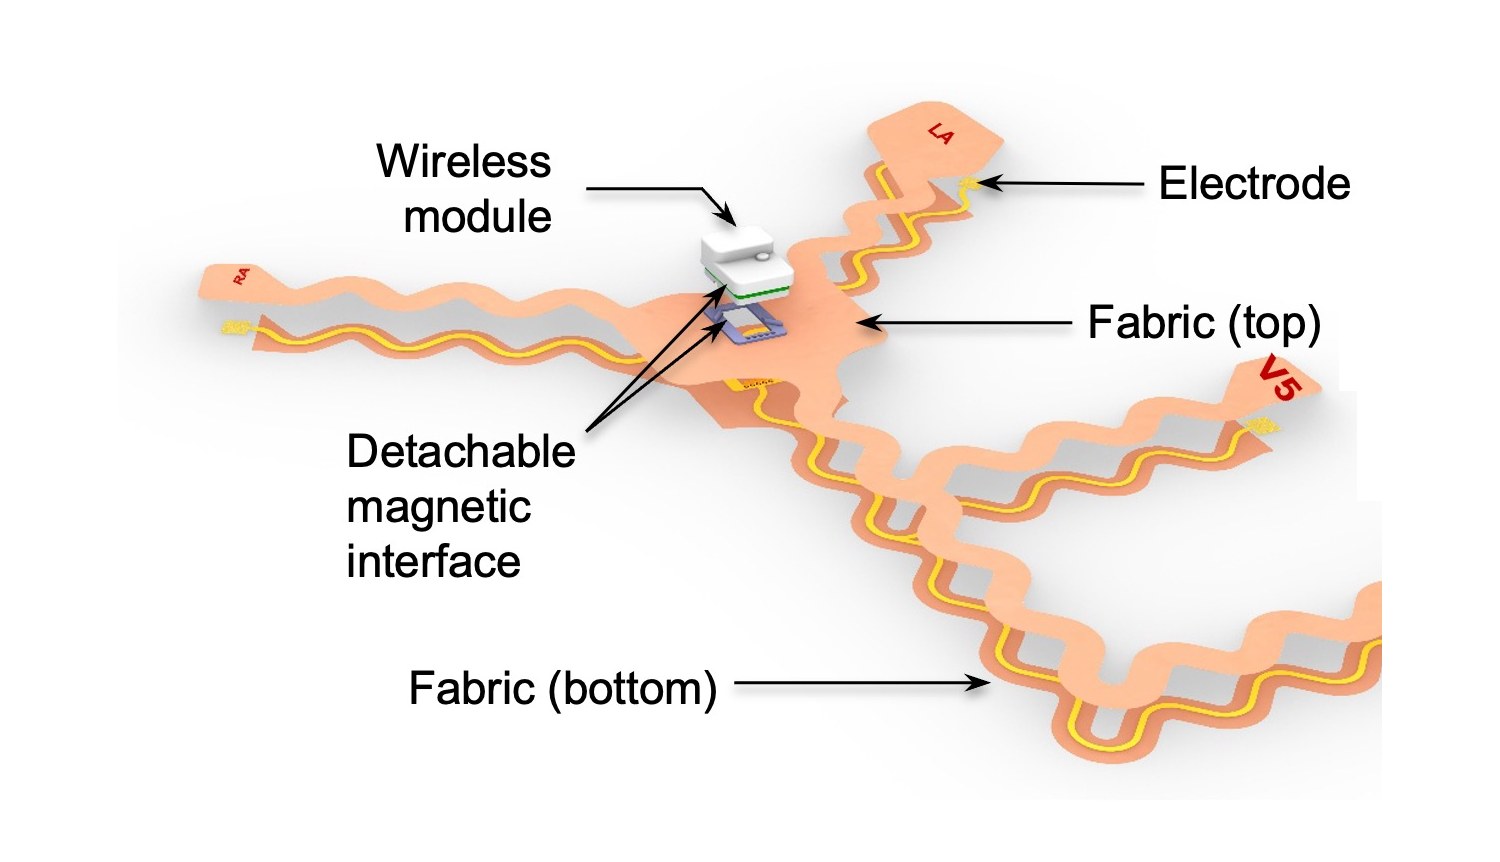 LA
Wireless
module
Electrode
RA
Fabric (top)
V5
Detachable
magnetic
interface
Fabric (bottom)